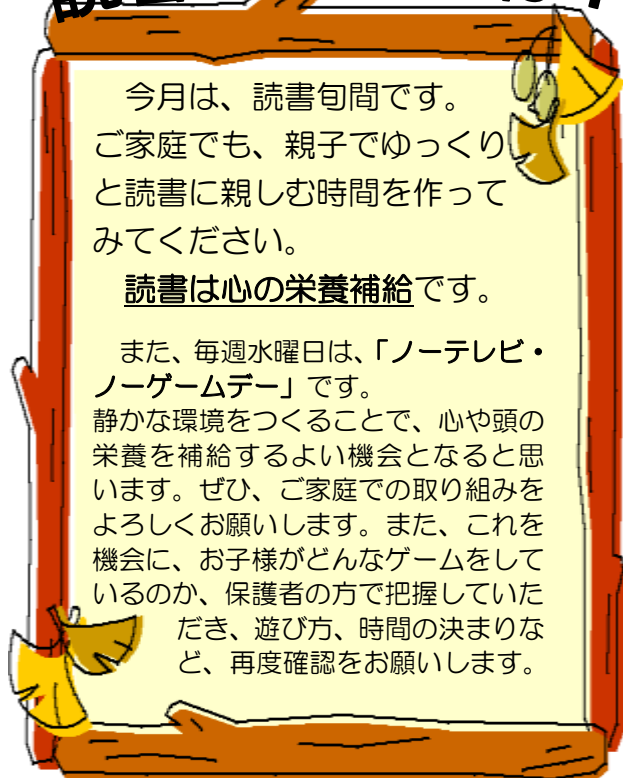 今月は、読書旬間です。
ご家庭でも、親子でゆっくり
と読書に親しむ時間を作って
みてください。
読書は心の栄養補給です。
また、毎週水曜日は、「ノーテレビ・
ノーゲームデー」です。
静かな環境をつくることで、心や頭の
栄養を補給するよい機会となると思
います。ぜひ、ご家庭での取り組みを
よろしくお願いします。また、これを
機会に、お子様がどんなゲームをして
いるのか、保護者の方で把握していた
だき、遊び方、時間の決まりな
ど、再度確認をお願いします。